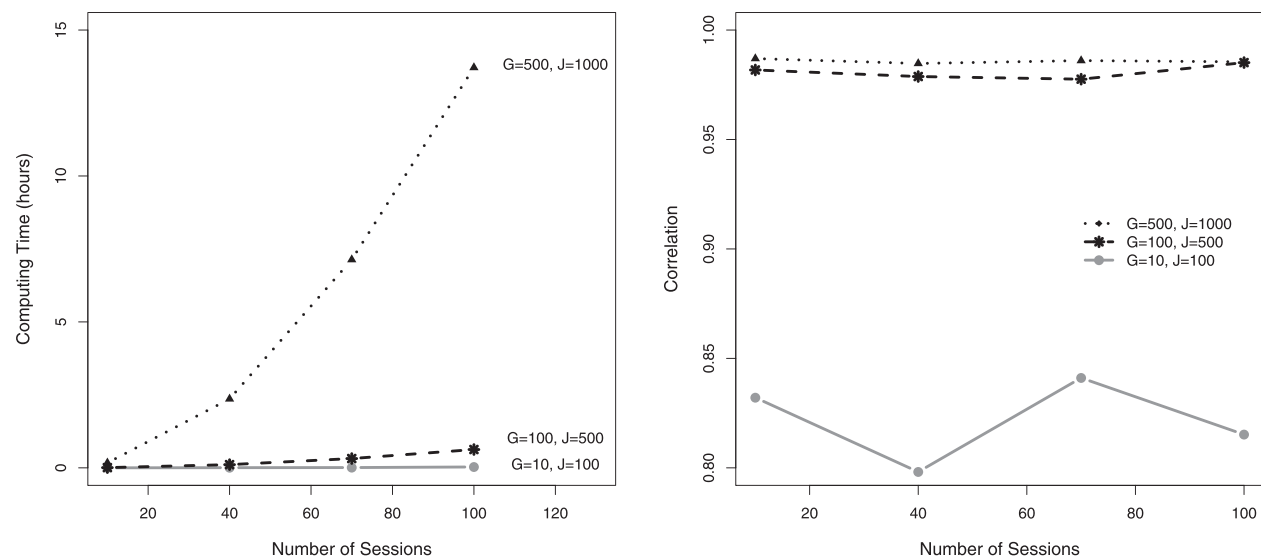 15
10
5
0
Computing Time (hours)
G=500, J=1000
G=100, J=500
G=10, J=100
20 40 60 80 100 120
Number of Sessions
1.00
0.95
0.90
0.85
0.80
Correlation
G=500, J=1000
G=100, J=500
G=10, J=100
20 40 60 80 100
Number of Sessions